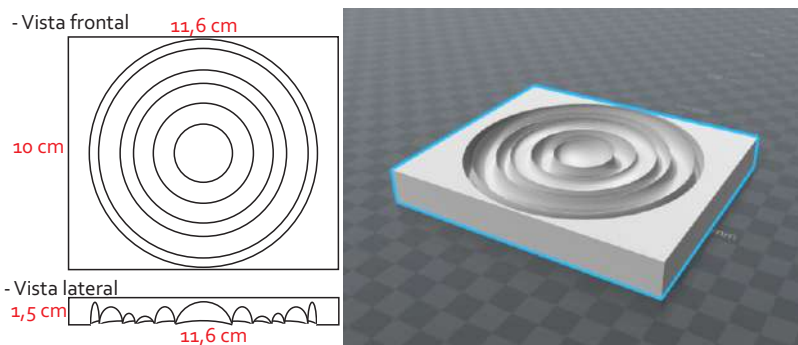 - Vista frontal
11,6 cm
10 cm
- Vista lateral
1,5 cm
11,6 cm